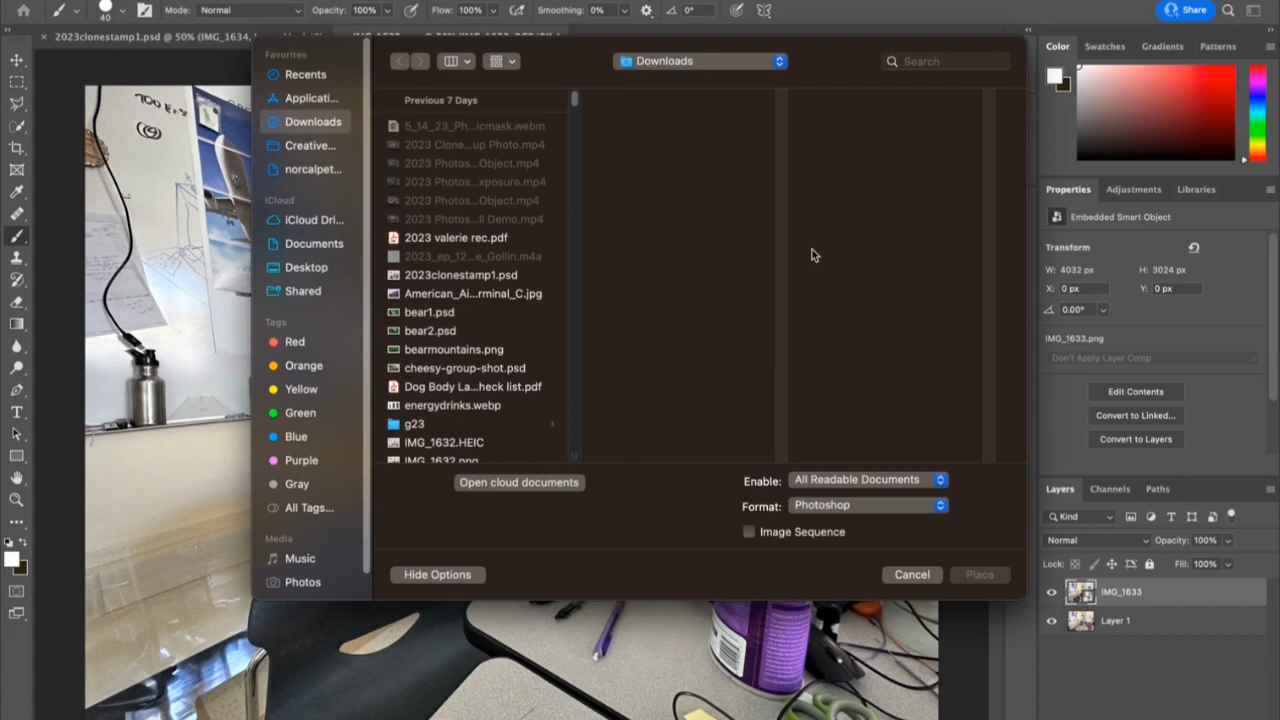 Mode: Normal Opacity: 100% Flow: 100% Smoothing: 0% 0° Share
40
2023clonestamp1.psd @ 50% (IMG_1634,
Favorites
Recents
Applicati...
Downloads
Creative...
norcalpet...
iCloud
iCloud Dri...
Documents
Desktop
Shared
Tags
Red
Orange
Yellow
Green
Blue
Purple
Gray
All Tags...
Media
Music
Photos
Downloads
Search
Previous 7 Days
5_14_23_Ph...icmask.webm
2023 Clone...up Photo.mp4
2023 Photos...Object.mp4
2023 Photos...xposure.mp4
2023 Photos...Object.mp4
2023 Photos...ll Demo.mp4
2023 valerie rec.pdf
2023_ep_12...e_Gollin.m4a
2023clonestamp1.psd
American_Ai...rminal_C.jpg
bear1.psd
bear2.psd
bearmountains.png
cheesy-group-shot.psd
Dog Body La...heck list.pdf
energydrinks.webp
g23
IMG_1632.HEIC
IMG_1632.png
Open cloud documents
Enable: All Readable Documents
Format: Photoshop
Image Sequence
Hide Options
Cancel
Place
Color Swatches Gradients Patterns
Properties Adjustments Libraries
Embedded Smart Object
Transform
W: 4032 px H: 3024 px
X: 0 px Y: 0 px
0.00°
IMG_1633.png
Don't Apply Layer Comp
Edit Contents
Convert to Linked...
Convert to Layers
Layers Channels Paths
Kind
Normal Opacity: 100%
Lock: Fill: 100%
IMG_1633
Layer 1